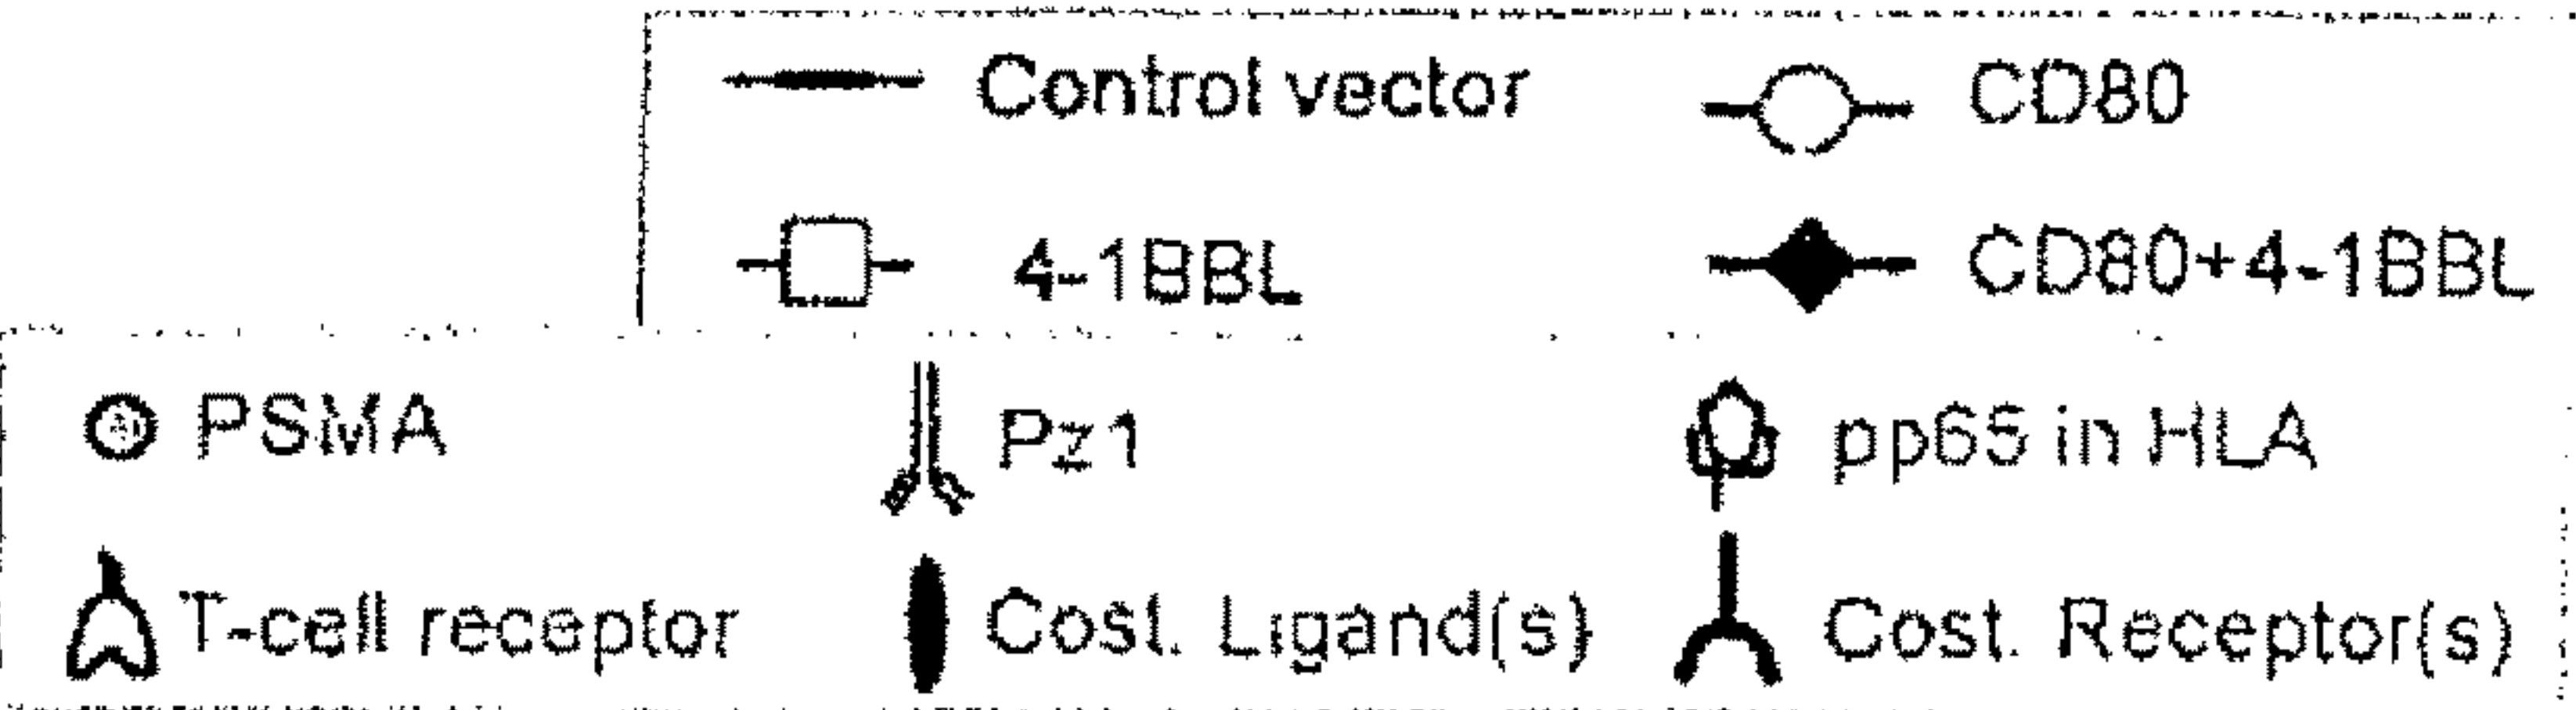 Control vector CD80
4-1BBL CD80+4-1BBL
PSMA Pz1 pp65 in HLA
T-cell receptor Cost. Ligand(s) Cost. Receptor(s)